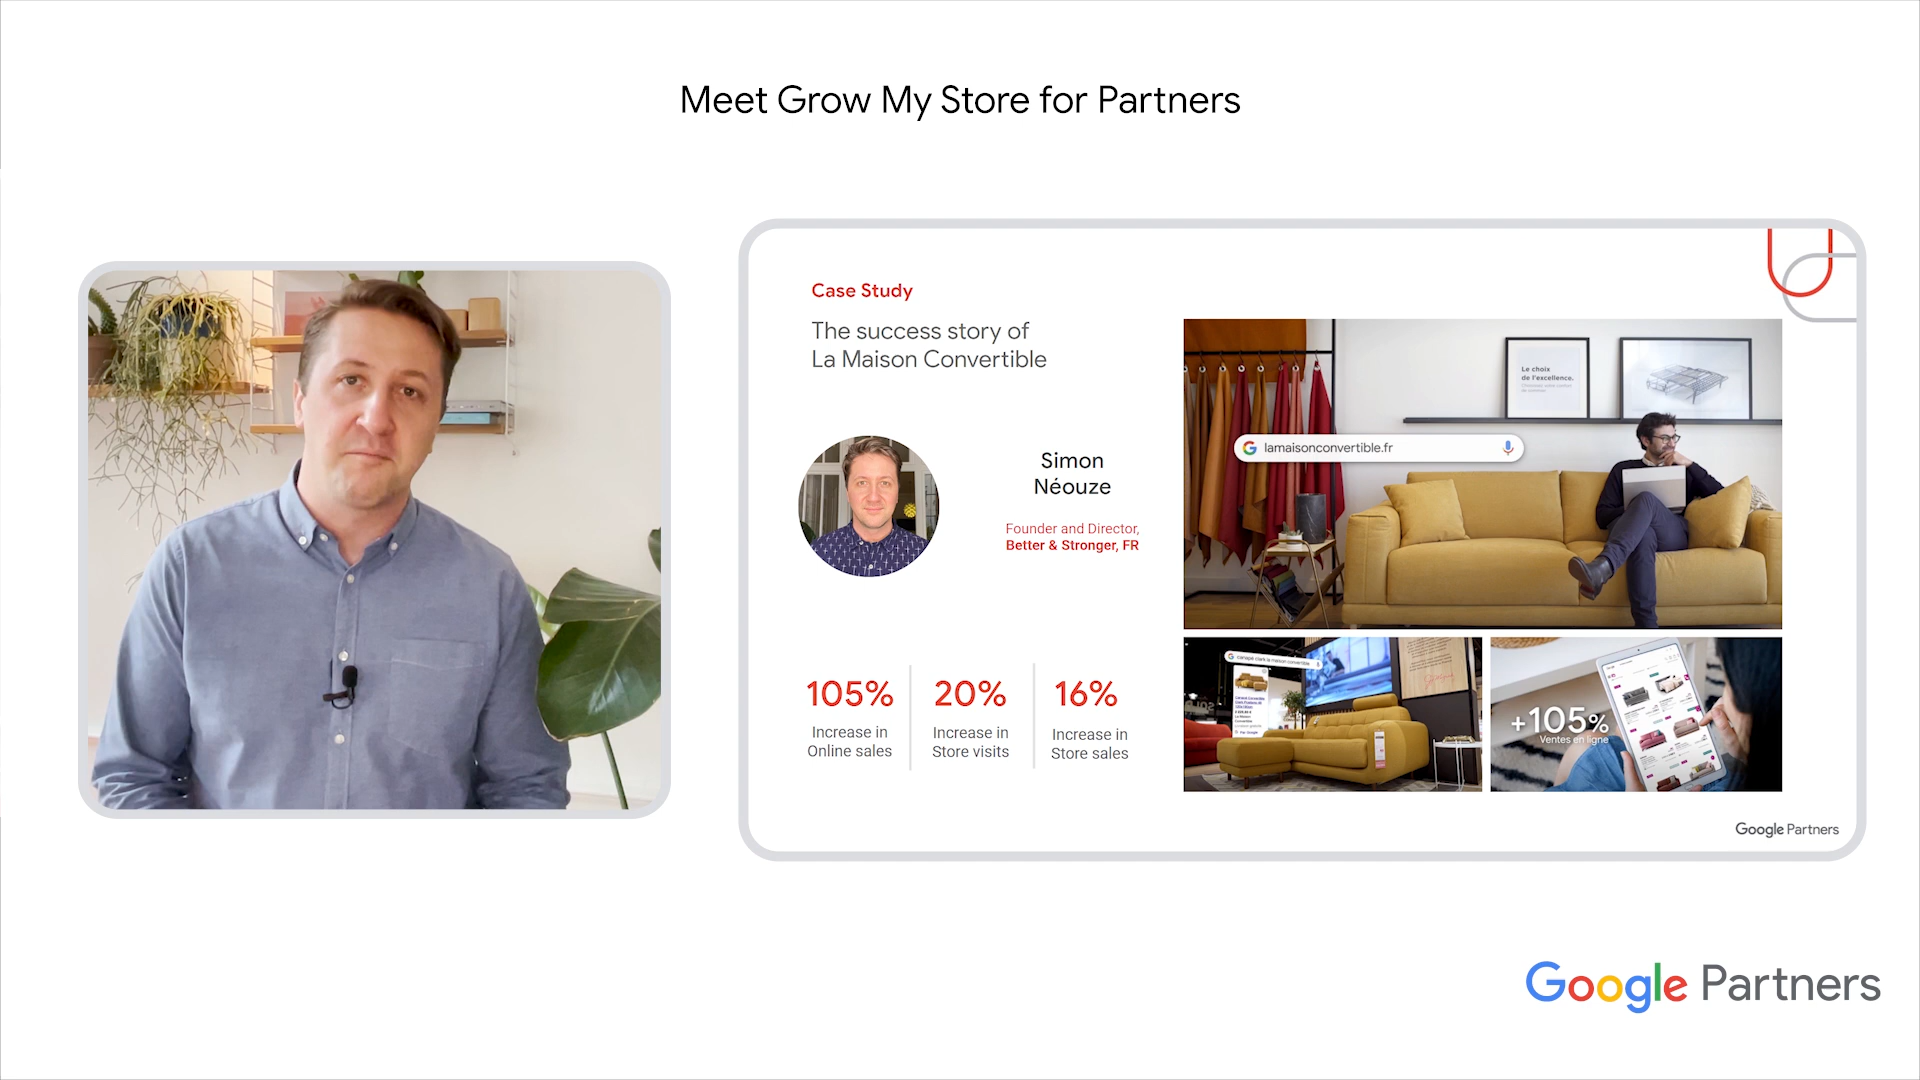 Meet Grow My Store for Partners
Case Study
The success story of
La Maison Convertible
Simon
Néouze
Founder and Director,
Better & Stronger, FR
105%
Increase in
Online sales
20%
Increase in
Store visits
16%
Increase in
Store sales
Le choix
de l'excellence.
lamaisonconvertible.fr
+105%
Ventes en ligne
Google Partners
Google Partners